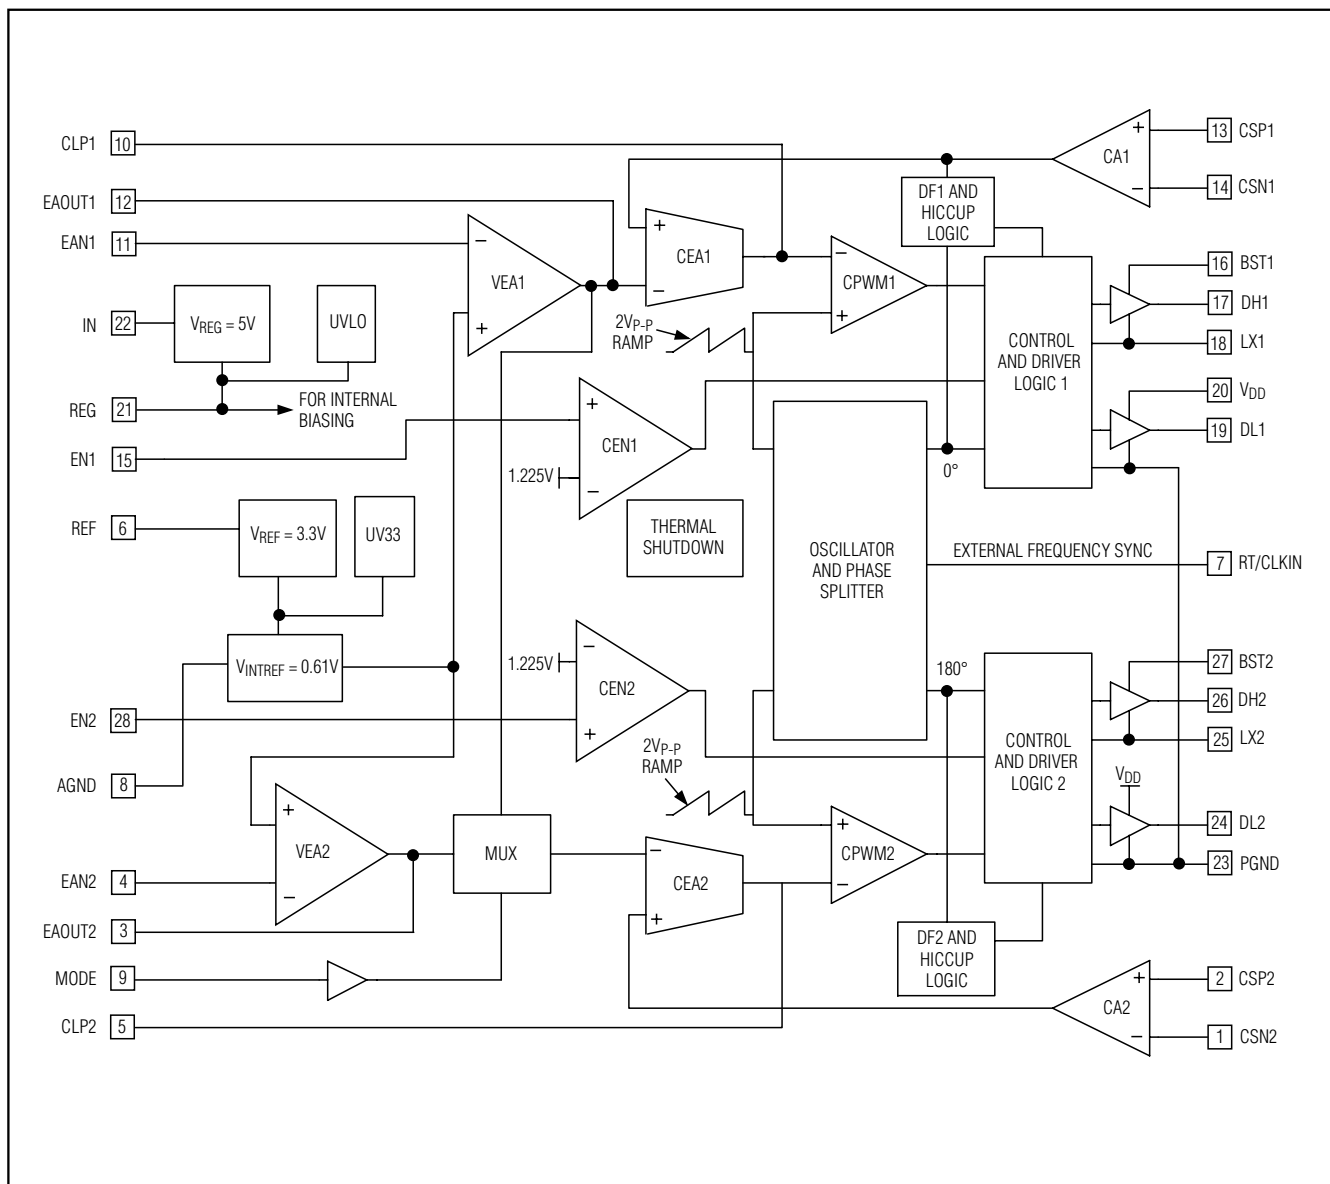 CLP1 10
EAOUT1 12
EAN1 11
IN 22
REG 21
EN1 15
REF 6
EN2 28
AGND 8
EAN2 4
EAOUT2 3
MODE 9
CLP2 5
VREG = 5V
UVLO
FOR INTERNAL
BIASING
VREF = 3.3V
UV33
VINTREF = 0.61V
− VEA1 +
+ VEA2 −
MUX
+ CEA1 −
2VP-P
RAMP
+ CEN1 −
1.225V
THERMAL
SHUTDOWN
− CEN2 +
1.225V
2VP-P
RAMP
− CEA2 +
− CPWM1 +
OSCILLATOR
AND PHASE
SPLITTER
+ CPWM2 −
DF1 AND
HICCUP
LOGIC
0°
EXTERNAL FREQUENCY SYNC
180°
DF2 AND
HICCUP
LOGIC
+ CA1 −
CONTROL
AND DRIVER
LOGIC 1
CONTROL
AND DRIVER
LOGIC 2
VDD
+ CA2 −
13 CSP1
14 CSN1
16 BST1
17 DH1
18 LX1
20 VDD
19 DL1
7 RT/CLKIN
27 BST2
26 DH2
25 LX2
24 DL2
23 PGND
2 CSP2
1 CSN2